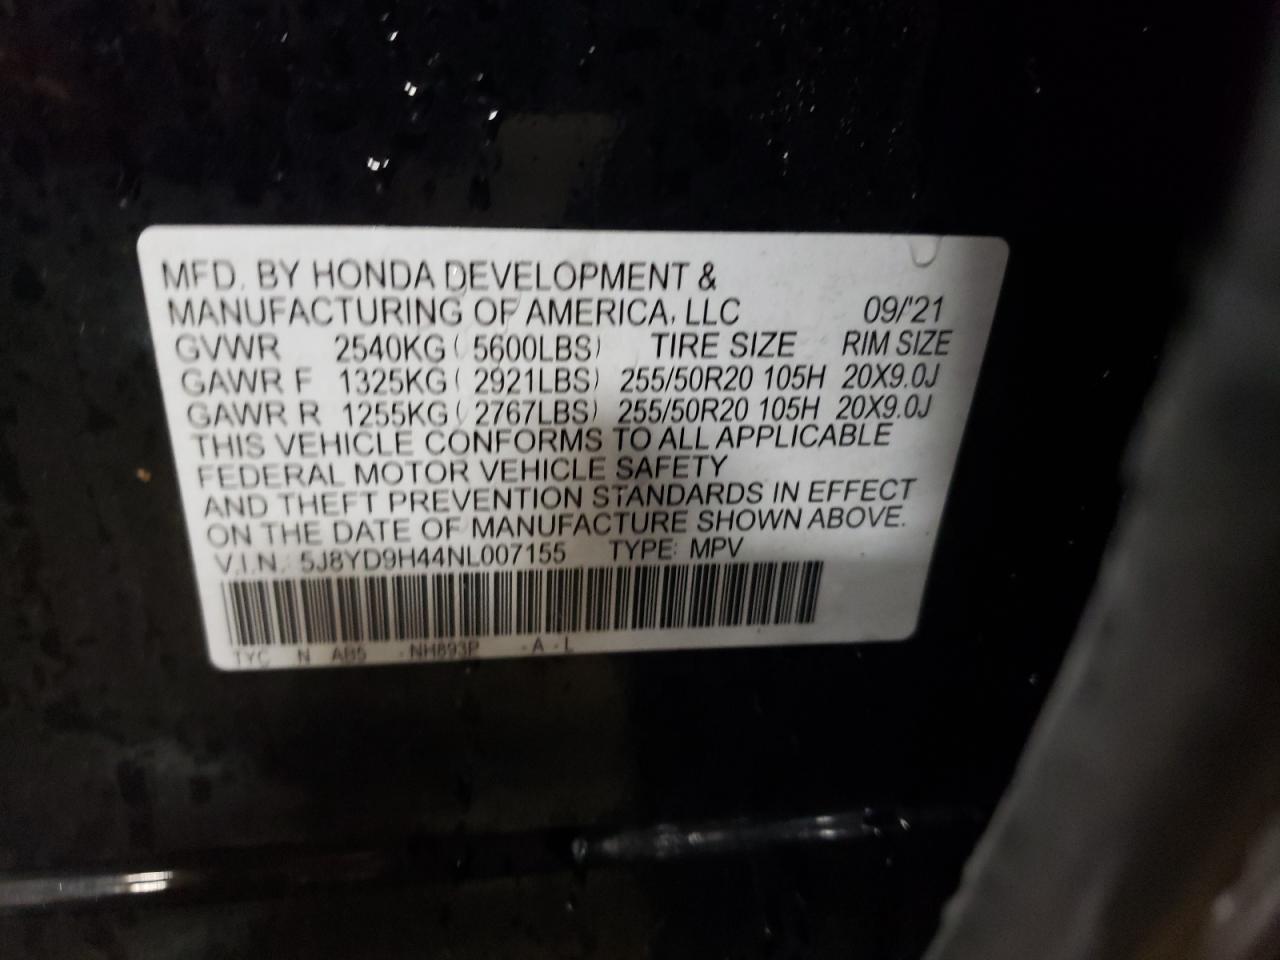 MFD. BY HONDA DEVELOPMENT &
MANUFACTURING OF AMERICA, LLC 09/'21
GVWR 2540KG ( 5600LBS) TIRE SIZE RIM SIZE
GAWR F 1325KG ( 2921LBS) 255/50R20 105H 20X9.0J
GAWR R 1255KG ( 2767LBS) 255/50R20 105H 20X9.0J
THIS VEHICLE CONFORMS TO ALL APPLICABLE
FEDERAL MOTOR VEHICLE SAFETY
AND THEFT PREVENTION STANDARDS IN EFFECT
ON THE DATE OF MANUFACTURE SHOWN ABOVE.
V.I.N.: 5J8YD9H44NL007155 TYPE: MPV
TYC N AB5 -NH893P -A -L